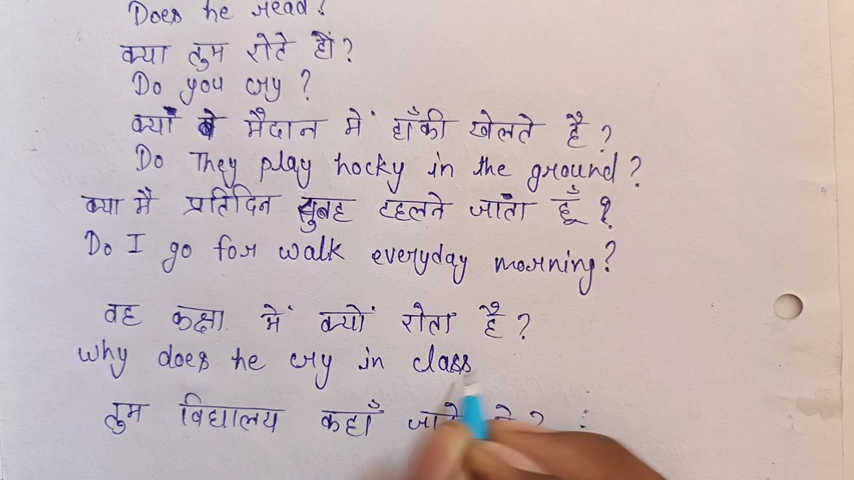 Does he read?
क्या तुम रोते हो?
Do you cry?
क्या वे मैदान में हॉकी खेलते है?
Do They play hocky in the ground?
क्या मै प्रतिदिन सुबह टहलने जाता हूँ?
Do I go for walk everyday morning?
वह कक्षा में क्यों रोता है?
Why does he cry in class
तुम विद्यालय कहाँ